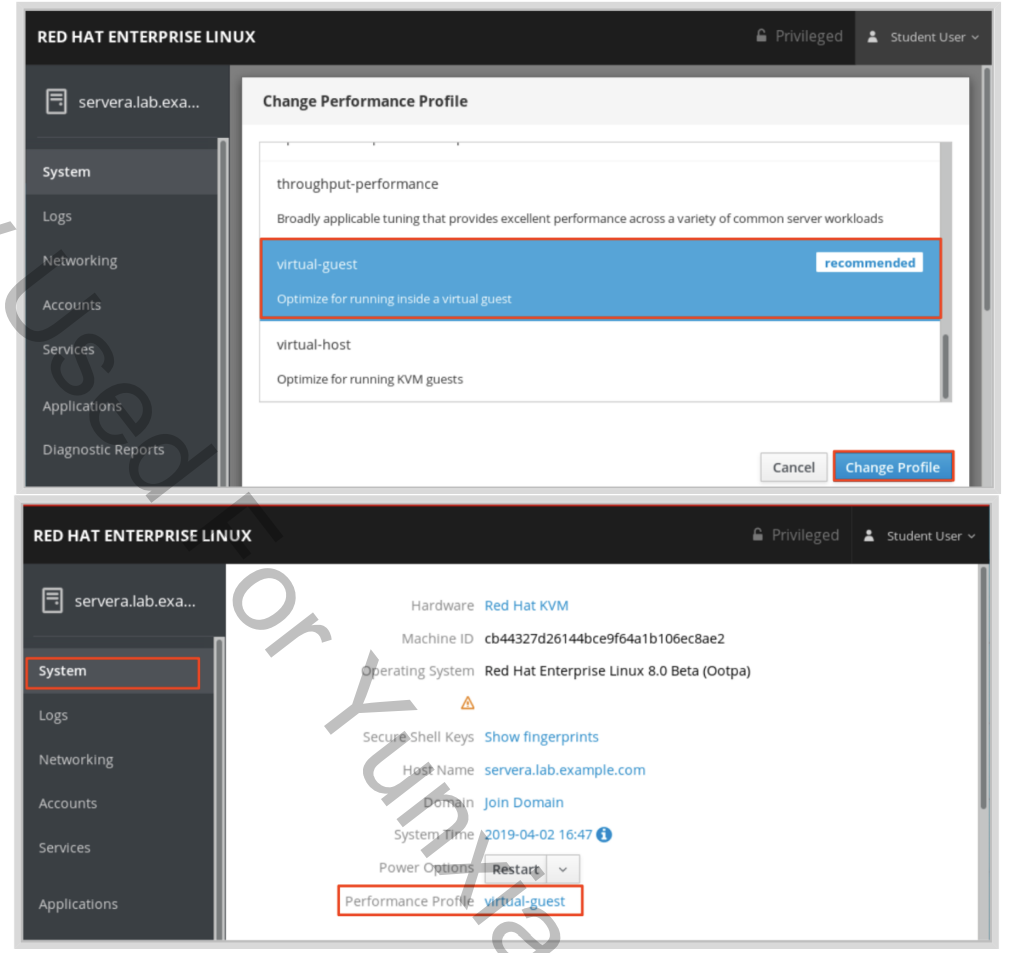 RED HAT ENTERPRISE LINUX
Privileged
Student User
servera.lab.exa...
System
Logs
Networking
Accounts
Services
Applications
Diagnostic Reports
Change Performance Profile
throughput-performance
Broadly applicable tuning that provides excellent performance across a variety of common server workloads
virtual-guest
recommended
Optimize for running inside a virtual guest
virtual-host
Optimize for running KVM guests
Cancel
Change Profile
RED HAT ENTERPRISE LINUX
Privileged
Student User
servera.lab.exa...
System
Logs
Networking
Accounts
Services
Applications
Hardware Red Hat KVM
Machine ID cb44327d26144bce9f64a1b106ec8ae2
Operating System Red Hat Enterprise Linux 8.0 Beta (Ootpa)
Secure Shell Keys Show fingerprints
Host Name servera.lab.example.com
Domain Join Domain
System Time 2019-04-02 16:47
Power Options Restart
Performance Profile virtual-guest
Used For Yunxia